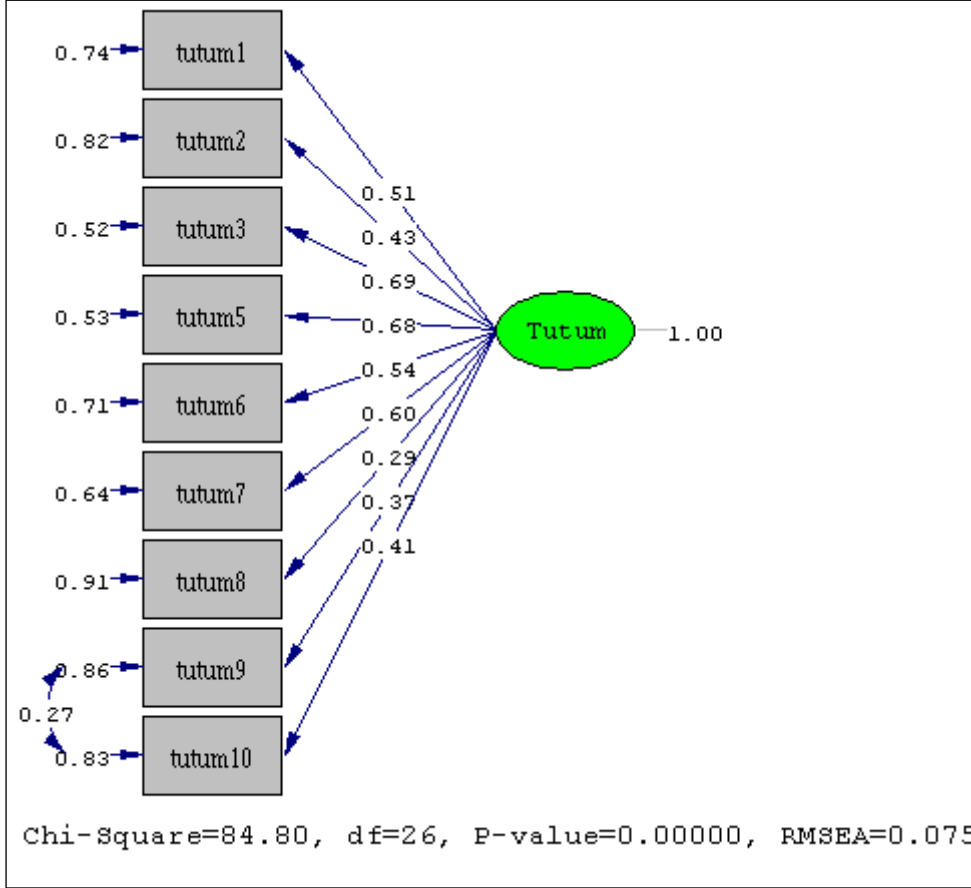 0.74 tutum1
0.82 tutum2
0.52 tutum3
0.53 tutum5
0.71 tutum6
0.64 tutum7
0.91 tutum8
0.86 tutum9
0.27
0.83 tutum10
0.51
0.43
0.69
0.68
0.54
0.60
0.29
0.37
0.41
Tutum 1.00
Chi-Square=84.80, df=26, P-value=0.00000, RMSEA=0.075